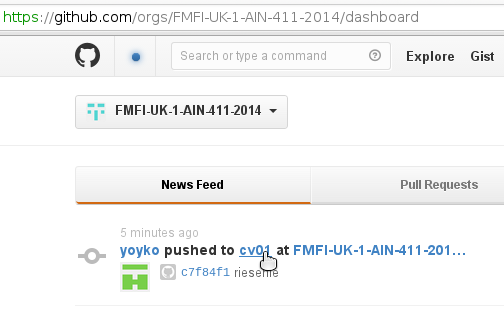 https://github.com/orgs/FMFI-UK-1-AIN-411-2014/dashboard
Search or type a command
Explore Gist
FMFI-UK-1-AIN-411-2014
News Feed Pull Requests
5 minutes ago
yoyko pushed to cv01 at FMFI-UK-1-AIN-411-201…
c7f84f1 riesenie